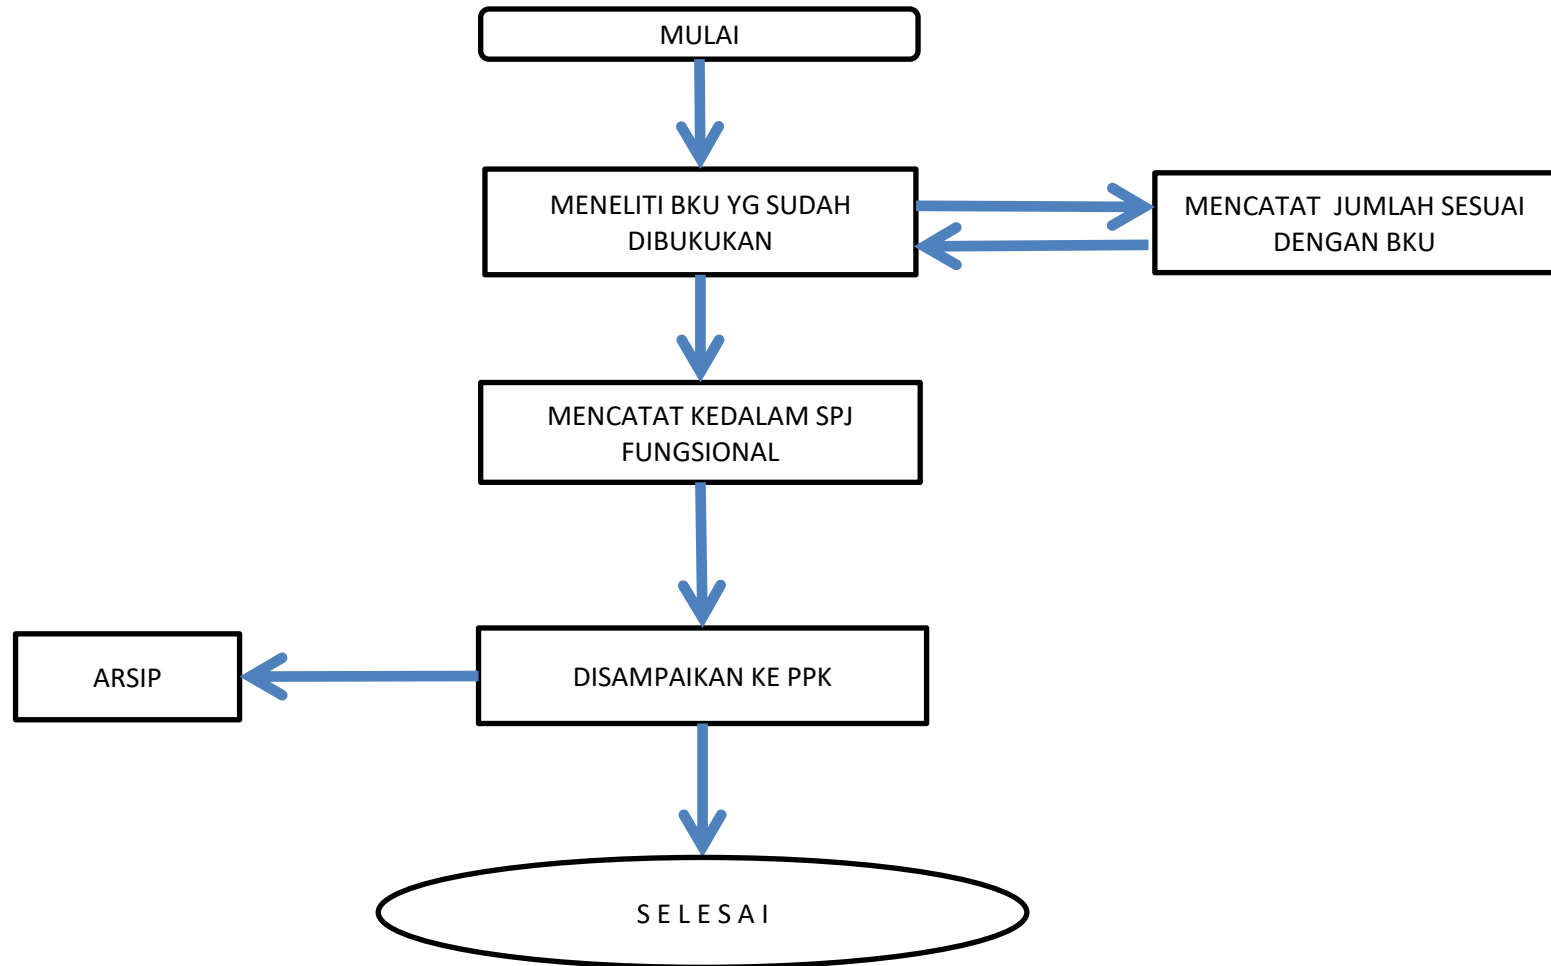 MULAI
MENELITI BKU YG SUDAH
DIBUKUKAN
MENCATAT  JUMLAH SESUAI
DENGAN BKU
MENCATAT KEDALAM SPJ
FUNGSIONAL
ARSIP
DISAMPAIKAN KE PPK
S E L E S A I